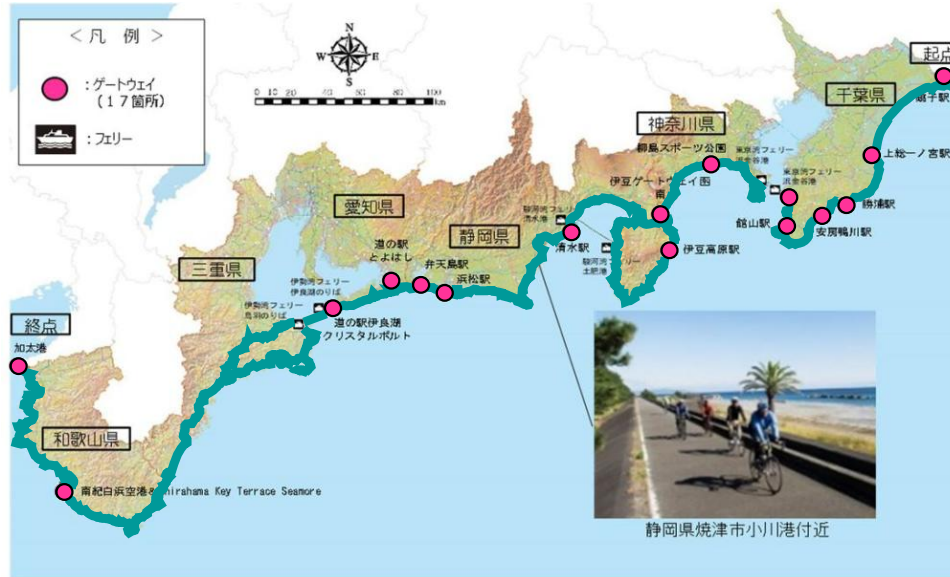 ＜凡 例＞
：ゲートウェイ
（１７箇所）
：フェリー
N
W
E
S
0 10 20 30 40 50 60 80 100
km
起点
銚子駅
千葉県
上総一ノ宮駅
勝浦駅
安房鴨川駅
館山駅
東京湾フェリー
浜金谷港
東京湾フェリー
神奈川県
柳島スポーツ公園
伊豆ゲートウェイ函南
伊豆高原駅
駿河湾フェリー
清水港
駿河湾フェリー
土肥港
清水駅
静岡県
浜松駅
弁天島駅
道の駅
とよはし
愛知県
三重県
伊勢湾フェリー
伊良湖のりば
伊勢湾フェリー
鳥羽のりば
道の駅伊良湖
クリスタルポルト
終点
加太港
和歌山県
南紀白浜空港&Shirahama Key Terrace Seamore
静岡県焼津市小川港付近